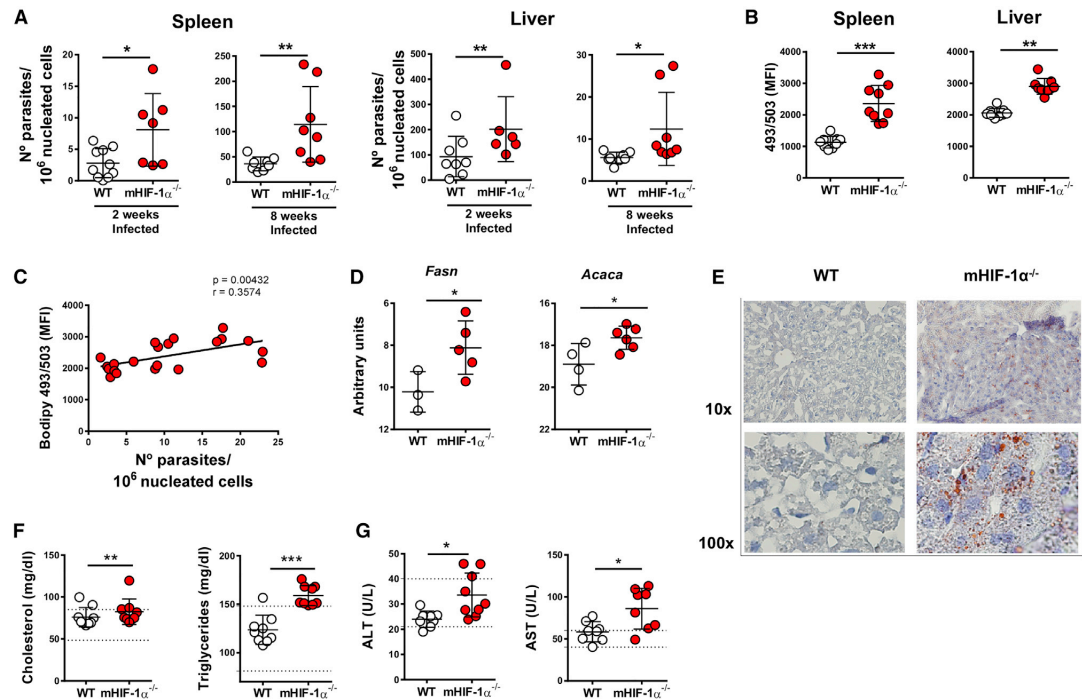 A
Spleen
Liver
Nº parasites/
10⁶ nucleated cells
20
15
10
5
0
*
WT mHIF-1α⁻/⁻
2 weeks
Infected
250
200
150
100
50
0
**
WT mHIF-1α⁻/⁻
8 weeks
Infected
Nº parasites/
10⁶ nucleated cells
600
500
400
300
200
100
0
**
WT mHIF-1α⁻/⁻
2 weeks
Infected
30
20
10
0
*
WT mHIF-1α⁻/⁻
8 weeks
Infected
B
Spleen
Liver
493/503 (MFI)
4000
3000
2000
1000
0
***
WT mHIF-1α⁻/⁻
4000
3000
2000
1000
0
**
WT mHIF-1α⁻/⁻
C
p = 0.00432
r = 0.3574
Bodipy 493/503 (MFI)
4000
3000
2000
1000
0
0 5 10 15 20 25
Nº parasites/
10⁶ nucleated cells
D
Fasn
Acaca
Arbitrary units
6
8
10
12
*
WT mHIF-1α⁻/⁻
16
18
20
22
*
WT mHIF-1α⁻/⁻
E
WT
mHIF-1α⁻/⁻
10x
100x
F
Cholesterol (mg/dl)
150
100
50
0
**
WT mHIF-1α⁻/⁻
Triglycerides (mg/dl)
200
150
100
***
WT mHIF-1α⁻/⁻
G
ALT (U/L)
50
40
30
20
10
0
*
WT mHIF-1α⁻/⁻
AST (U/L)
150
100
50
0
*
WT mHIF-1α⁻/⁻